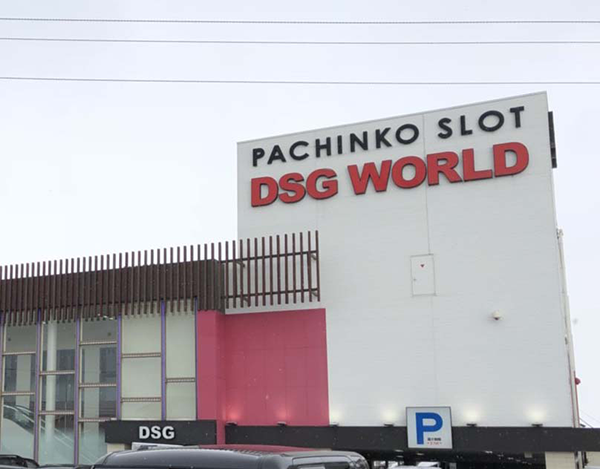 PACHINKO SLOT
DSG WORLD
DSG
P